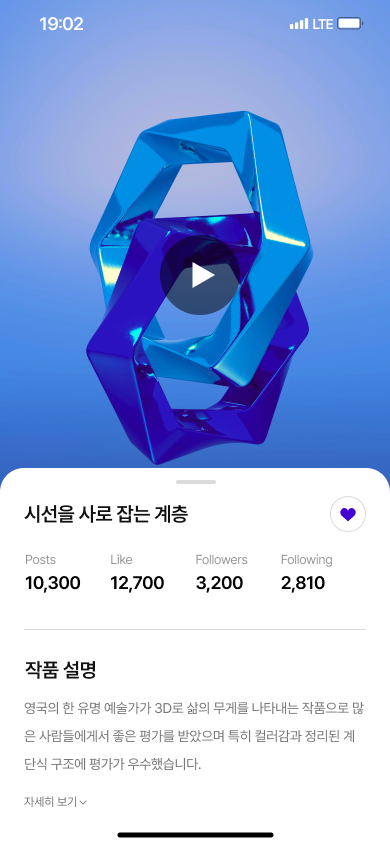 19:02
LTE
시선을 사로 잡는 계층
Posts Like Followers Following
10,300 12,700 3,200 2,810
작품 설명
영국의 한 유명 예술가가 3D로 삶의 무게를 나타내는 작품으로 많
은 사람들에게서 좋은 평가를 받았으며 특히 컬러감과 정리된 계
단식 구조에 평가가 우수했습니다.
자세히 보기